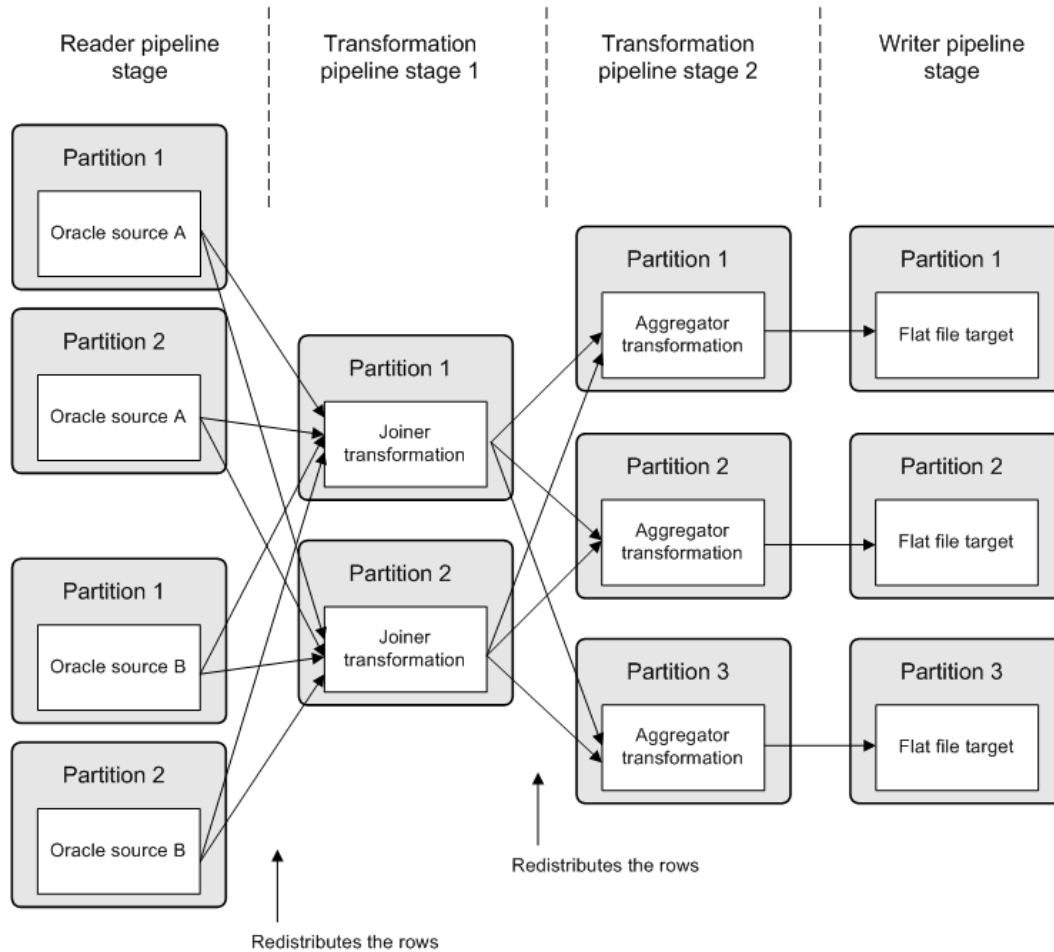 Reader pipeline
stage
Transformation
pipeline stage 1
Transformation
pipeline stage 2
Writer pipeline
stage
Partition 1
Oracle source A
Partition 2
Oracle source A
Partition 1
Oracle source B
Partition 2
Oracle source B
Partition 1
Joiner
transformation
Partition 2
Joiner
transformation
Partition 1
Aggregator
transformation
Partition 2
Aggregator
transformation
Partition 3
Aggregator
transformation
Partition 1
Flat file target
Partition 2
Flat file target
Partition 3
Flat file target
Redistributes the rows
Redistributes the rows